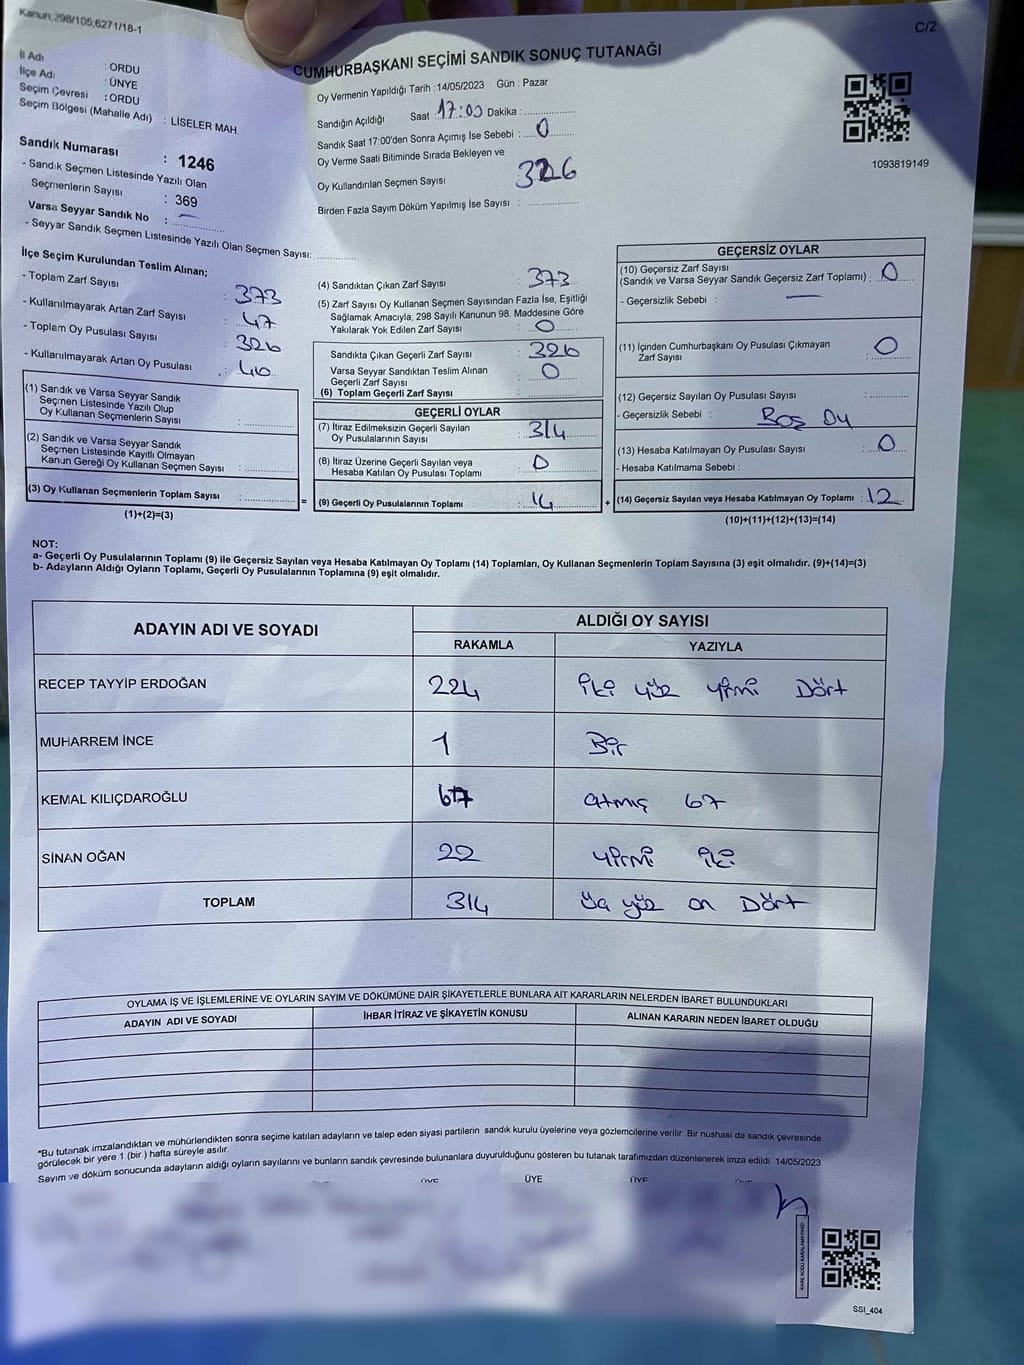 Kanun;298/105,6271/18-1
C/2
CUMHURBAŞKANI SEÇİMİ SANDIK SONUÇ TUTANAĞI
İl Adı : ORDU
İlçe Adı : ÜNYE
Seçim Çevresi : ORDU
Seçim Bölgesi (Mahalle Adı) : LİSELER MAH.
Sandık Numarası : 1246
- Sandık Seçmen Listesinde Yazılı Olan
Seçmenlerin Sayısı : 369
Varsa Seyyar Sandık No : —
- Seyyar Sandık Seçmen Listesinde Yazılı Olan Seçmen Sayısı: ............
Oy Vermenin Yapıldığı Tarih :14/05/2023 Gün : Pazar
Sandığın Açıldığı Saat 17:00 Dakika : ............
Sandık Saat 17:00'den Sonra Açımış İse Sebebi : 0
Oy Verme Saati Bitiminde Sırada Bekleyen ve
Oy Kullandırılan Seçmen Sayısı 326
Birden Fazla Sayım Döküm Yapılmış İse Sayısı : ............
1093819149
İlçe Seçim Kurulundan Teslim Alınan;
- Toplam Zarf Sayısı : 373
- Kullanılmayarak Artan Zarf Sayısı : 47
- Toplam Oy Pusulası Sayısı : 326
- Kullanılmayarak Artan Oy Pusulası : 40
(1) Sandık ve Varsa Seyyar Sandık
Seçmen Listesinde Yazılı Olup
Oy Kullanan Seçmenlerin Sayısı : ............
(2) Sandık ve Varsa Seyyar Sandık
Seçmen Listesinde Kayıtlı Olmayan
Kanun Gereği Oy Kullanan Seçmen Sayısı : ............
(3) Oy Kullanan Seçmenlerin Toplam Sayısı : ............ =
(1)+(2)=(3)
(4) Sandıktan Çıkan Zarf Sayısı : 373
(5) Zarf Sayısı Oy Kullanan Seçmen Sayısından Fazla İse, Eşitliği
Sağlamak Amacıyla, 298 Sayılı Kanunun 98. Maddesine Göre
Yakılarak Yok Edilen Zarf Sayısı : 0
Sandıkta Çıkan Geçerli Zarf Sayısı : 326
Varsa Seyyar Sandıktan Teslim Alınan
Geçerli Zarf Sayısı : 0
(6) Toplam Geçerli Zarf Sayısı : ............
GEÇERLİ OYLAR
(7) İtiraz Edilmeksizin Geçerli Sayılan
Oy Pusulalarının Sayısı : 314
(8) İtiraz Üzerine Geçerli Sayılan veya
Hesaba Katılan Oy Pusulası Toplamı : 0
(9) Geçerli Oy Pusulalarının Toplamı : 14 +
GEÇERSİZ OYLAR
(10) Geçersiz Zarf Sayısı
(Sandık ve Varsa Seyyar Sandık Geçersiz Zarf Toplamı) : 0
- Geçersizlik Sebebi : —
(11) İçinden Cumhurbaşkanı Oy Pusulası Çıkmayan
Zarf Sayısı : 0
(12) Geçersiz Sayılan Oy Pusulası Sayısı : ............
- Geçersizlik Sebebi : Boş Oy
(13) Hesaba Katılmayan Oy Pusulası Sayısı : 0
- Hesaba Katılmama Sebebi :
(14) Geçersiz Sayılan veya Hesaba Katılmayan Oy Toplamı : 12
(10)+(11)+(12)+(13)=(14)
NOT:
a- Geçerli Oy Pusulalarının Toplamı (9) ile Geçersiz Sayılan veya Hesaba Katılmayan Oy Toplamı (14) Toplamları, Oy Kullanan Seçmenlerin Toplam Sayısına (3) eşit olmalıdır. (9)+(14)=(3)
b- Adayların Aldığı Oyların Toplamı, Geçerli Oy Pusulalarının Toplamına (9) eşit olmalıdır.
ADAYIN ADI VE SOYADI ALDIĞI OY SAYISI
RAKAMLA YAZIYLA
RECEP TAYYİP ERDOĞAN 224 iki yüz yirmi Dört
MUHARREM İNCE 1 Bir
KEMAL KILIÇDAROĞLU 67 atmış 67
SİNAN OĞAN 22 yirmi iki
TOPLAM 314 yüz on Dört
OYLAMA İŞ VE İŞLEMLERİNE VE OYLARIN SAYIM VE DÖKÜMÜNE DAİR ŞİKAYETLERLE BUNLARA AİT KARARLARIN NELERDEN İBARET BULUNDUKLARI
ADAYIN ADI VE SOYADI İHBAR İTİRAZ VE ŞİKAYETİN KONUSU ALINAN KARARIN NEDEN İBARET OLDUĞU
*Bu tutanak imzalandıktan ve mühürlendikten sonra seçime katılan adayların ve talep eden siyasi partilerin sandık kurulu üyelerine veya gözlemcilerine verilir. Bir nüshası da sandık çevresinde
görülecek bir yere 1 (bir ) hafta süreyle asılır.
Sayım ve döküm sonucunda adayların aldığı oyların sayılarını ve bunların sandık çevresinde bulunanlara duyurulduğunu gösteren bu tutanak tarafımızdan düzenlenerek imza edildi. 14/05/2023
ÜYE ÜYE ÜYE
KARE KODU KARALAMAYINIZ!
SSI_404